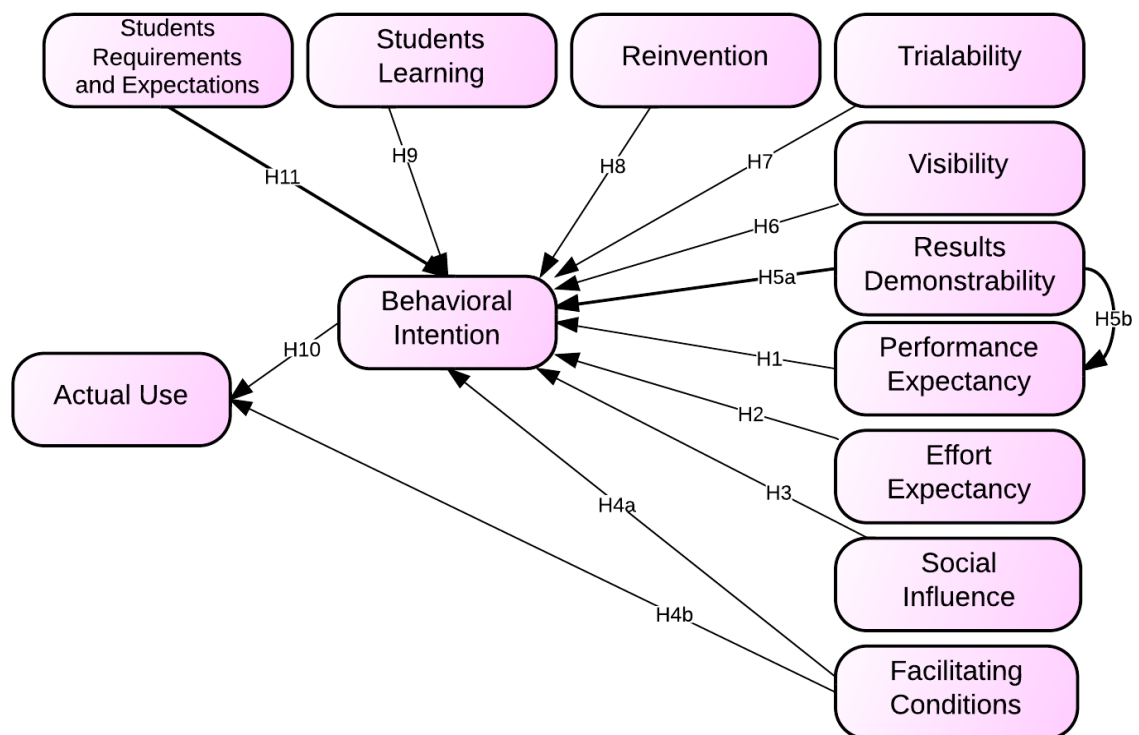 Students
Requirements
and Expectations
Students
Learning
Reinvention
Trialability
H9
H7
H8
Visibility
H11
H6
Results
Demonstrability
H5a
Behavioral
Intention
H5b
H10
Performance
Expectancy
H1
Actual Use
H2
Effort
Expectancy
H3
H4a
Social
Influence
H4b
Facilitating
Conditions